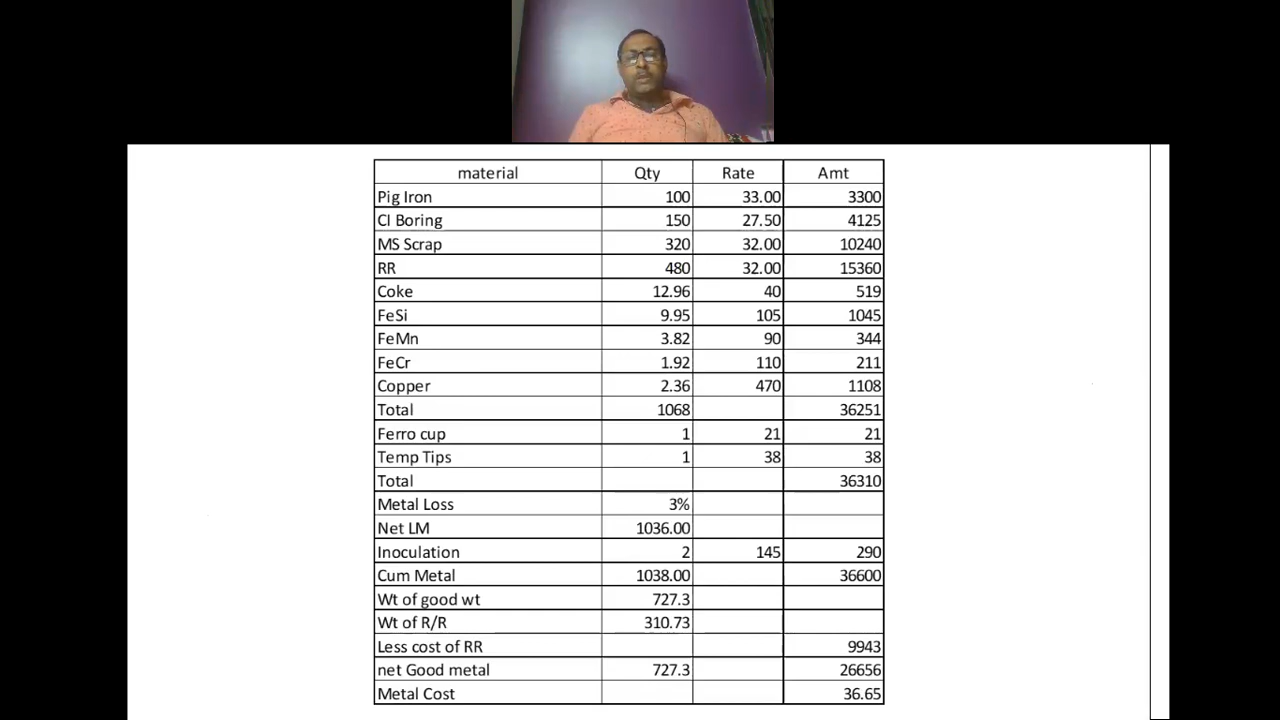 material Qty Rate Amt
Pig Iron 100 33.00 3300
CI Boring 150 27.50 4125
MS Scrap 320 32.00 10240
RR 480 32.00 15360
Coke 12.96 40 519
FeSi 9.95 105 1045
FeMn 3.82 90 344
FeCr 1.92 110 211
Copper 2.36 470 1108
Total 1068 36251
Ferro cup 1 21 21
Temp Tips 1 38 38
Total 36310
Metal Loss 3%
Net LM 1036.00
Inoculation 2 145 290
Cum Metal 1038.00 36600
Wt of good wt 727.3
Wt of R/R 310.73
Less cost of RR 9943
net Good metal 727.3 26656
Metal Cost 36.65